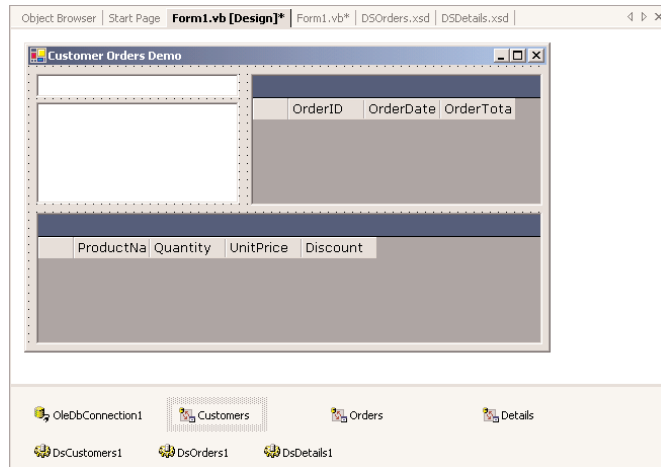 Object Browser Start Page Form1.vb [Design]* Form1.vb* DSOrders.xsd DSDetails.xsd
Customer Orders Demo
OrderID OrderDate OrderTota
ProductNa Quantity UnitPrice Discount
OleDbConnection1 Customers Orders Details
DsCustomers1 DsOrders1 DsDetails1